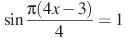 sin π(4x − 3)/4 = 1